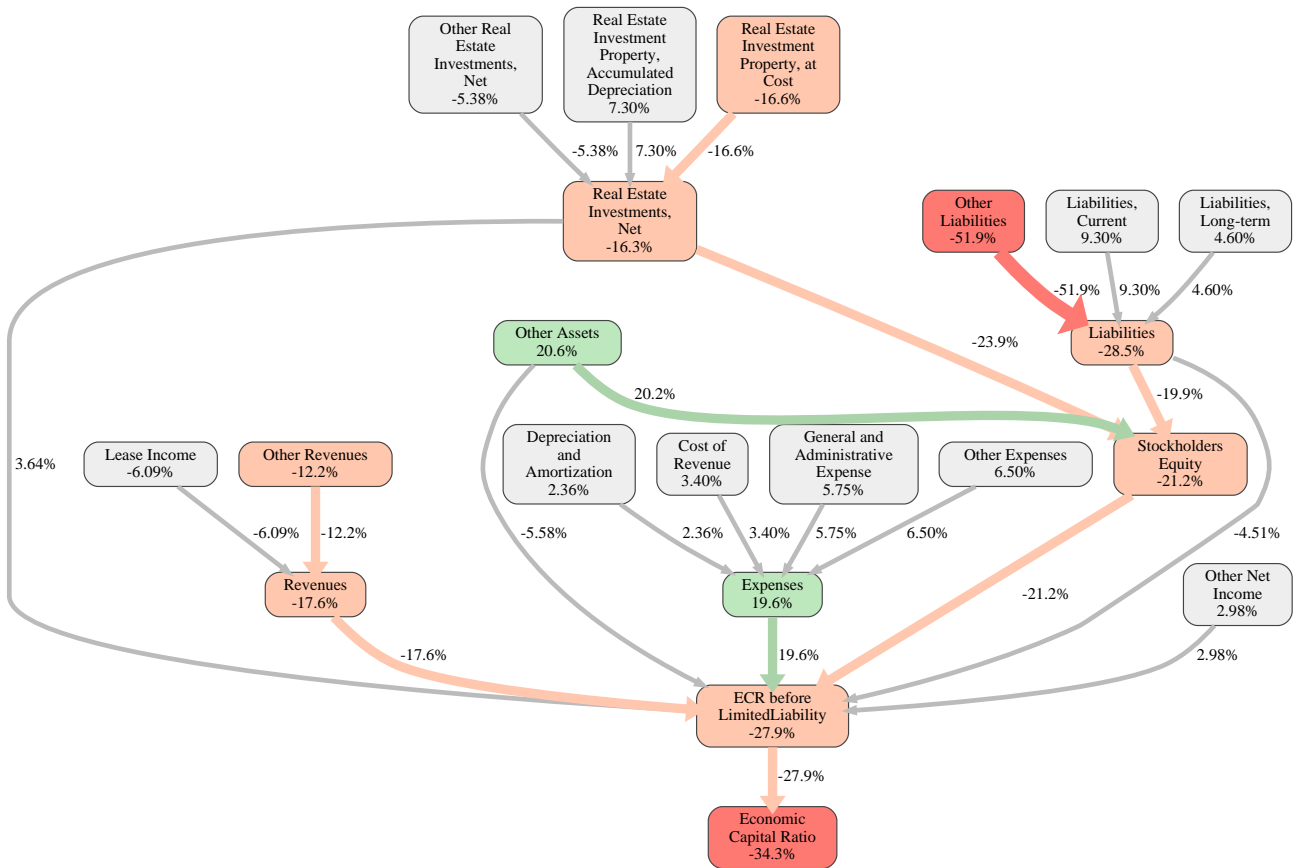 Other Real
Estate
Investments,
Net
-5.38%
Real Estate
Investment
Property,
Accumulated
Depreciation
7.30%
Real Estate
Investment
Property, at
Cost
-16.6%
-5.38%
7.30%
-16.6%
Real Estate
Investments,
Net
-16.3%
Other
Liabilities
-51.9%
Liabilities,
Current
9.30%
Liabilities,
Long-term
4.60%
-51.9%
9.30%
4.60%
Other Assets
20.6%
-23.9%
Liabilities
-28.5%
20.2%
-19.9%
3.64%
Lease Income
-6.09%
Other Revenues
-12.2%
Depreciation
and
Amortization
2.36%
Cost of
Revenue
3.40%
General and
Administrative
Expense
5.75%
Other Expenses
6.50%
Stockholders
Equity
-21.2%
-6.09%
-12.2%
-5.58%
2.36%
3.40%
5.75%
6.50%
-4.51%
Revenues
-17.6%
Expenses
19.6%
-21.2%
Other Net
Income
2.98%
-17.6%
19.6%
2.98%
ECR before
LimitedLiability
-27.9%
-27.9%
Economic
Capital Ratio
-34.3%